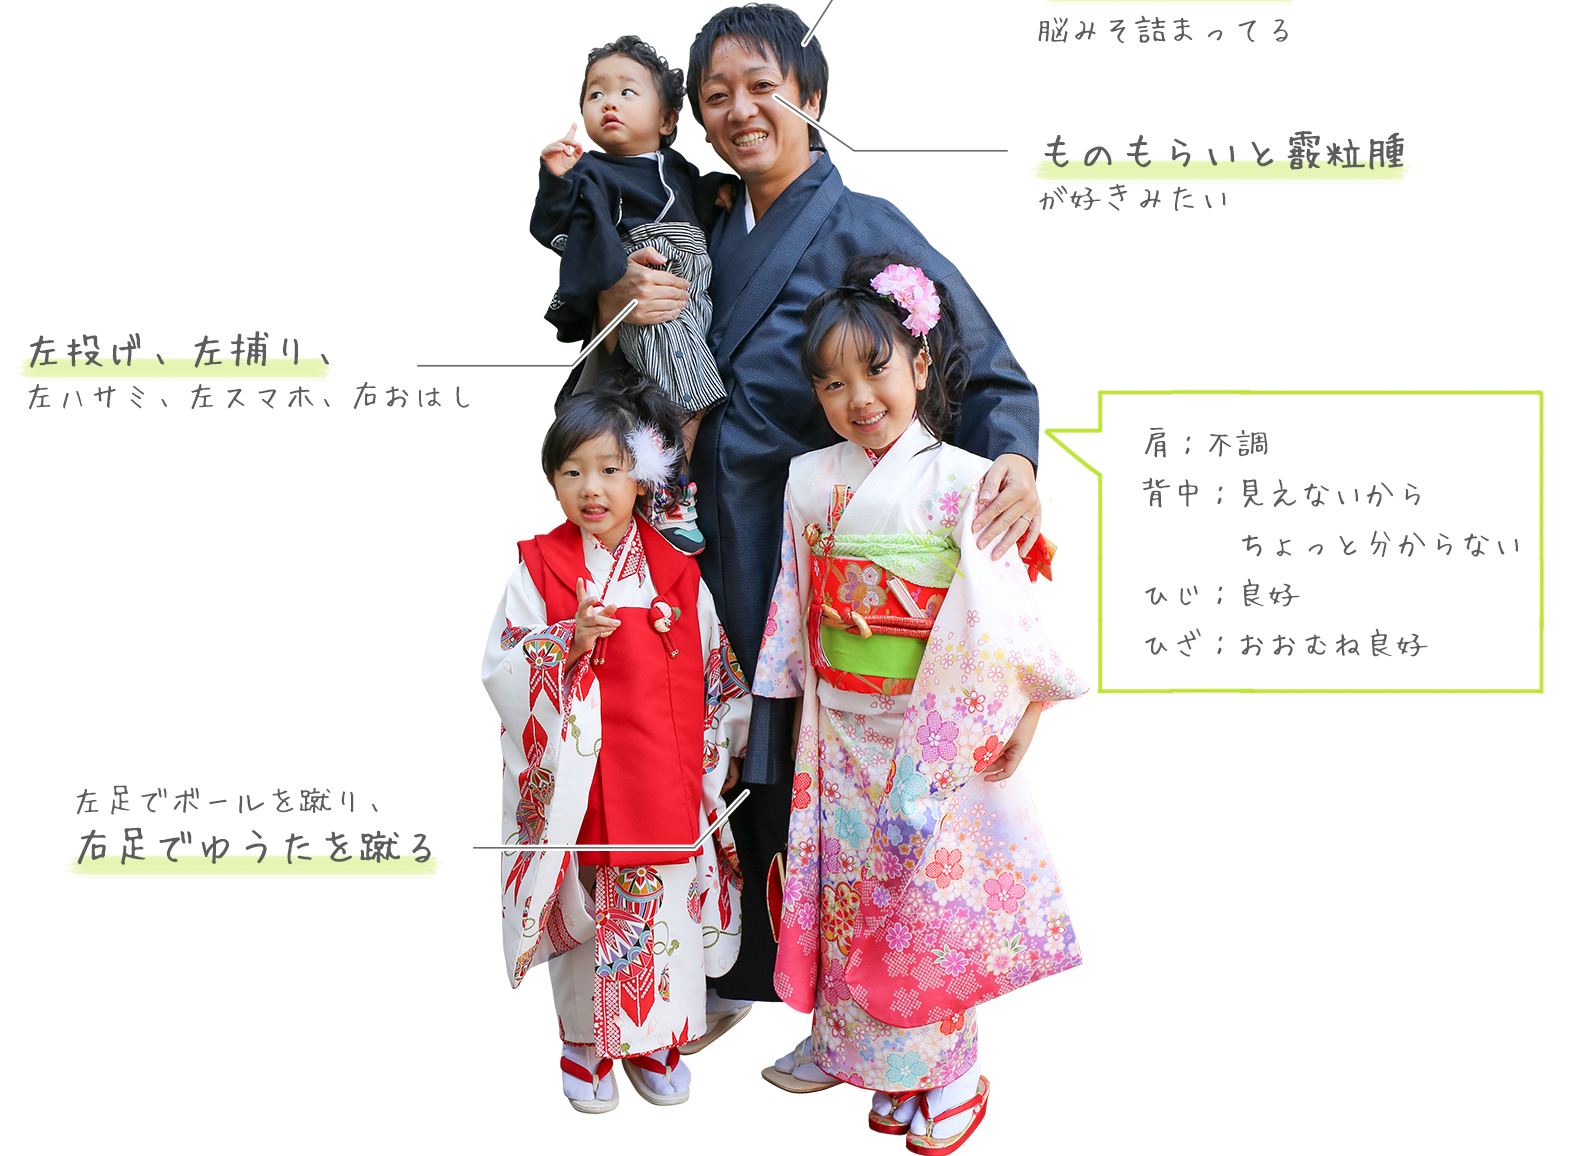 脳みそ詰まってる
ものもらいと霰粒腫
が好きみたい
左投げ、左捕り、
左ハサミ、左スマホ、右おはし
肩；不調
背中；見えないから
ちょっと分からない
ひじ；良好
ひざ；おおむね良好
左足でボールを蹴り、
右足でゆうたを蹴る